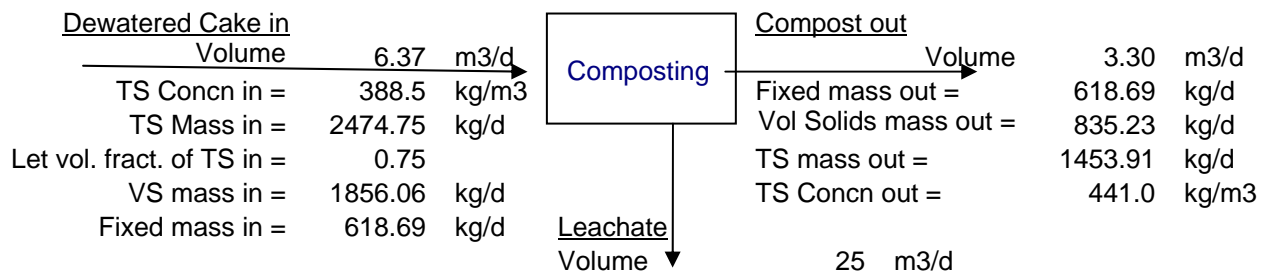 Dewatered Cake in
Volume 6.37 m3/d
TS Concn in = 388.5 kg/m3
TS Mass in = 2474.75 kg/d
Let vol. fract. of TS in = 0.75
VS mass in = 1856.06 kg/d
Fixed mass in = 618.69 kg/d
Composting
Compost out
Volume 3.30 m3/d
Fixed mass out = 618.69 kg/d
Vol Solids mass out = 835.23 kg/d
TS mass out = 1453.91 kg/d
TS Concn out = 441.0 kg/m3
Leachate
Volume 25 m3/d